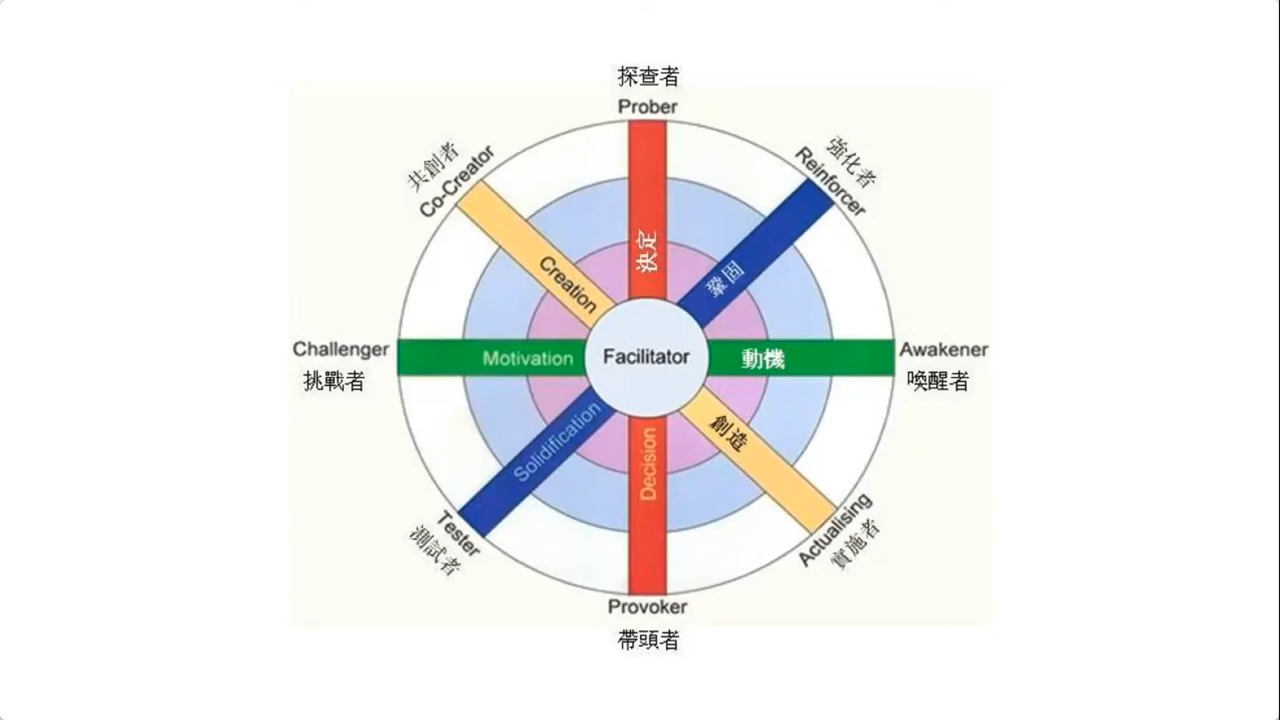 探查者
Prober
共創者
Co-Creator
強化者
Reinforcer
決定
鞏固
Creation
Challenger
挑戰者
Motivation
Facilitator
動機
Awakener
喚醒者
Solidification
Decision
創造
Tester
測試者
Actualising
實施者
Provoker
帶頭者